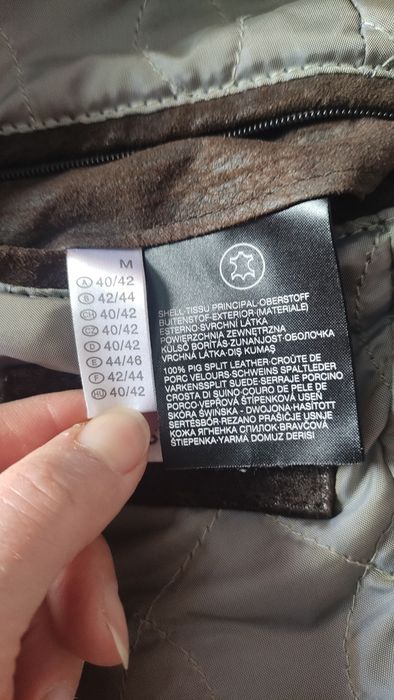 M
A 40/42
B 42/44
CH 40/42
CZ 40/42
D 40/42
E 44/46
F 42/44
HU 40/42
SHELL-TISSU PRINCIPAL-OBERSTOFF
BUITENSTOF-EXTERIOR-(MATERIALE)
ESTERNO-SVRCHNÍ LÁTKA
POWIERZCHNIA ZEWNĘTRZNA
KÜLSŐ BORÍTÁS-ZUNANJOST-ОБОЛОЧКА
VRCHNÁ LÁTKA-DIŞ KUMAŞ
100% PIG SPLIT LEATHER-CROÛTE DE
PORC VELOURS-SCHWEINS SPALTLEDER
VARKENSSPLIT SUEDE-SERRAJE PORCINO
CROSTA DI SUINO COURO DE PELE DE
PORCO-VEPŘOVÁ ŠTÍPENKOVÁ USEŇ
SKÓRA ŚWIŃSKA - DWOJONA-HASÍTOTT
SERTÉSBŐR-REZANO PRAŠIČJE USNJE
КОЖА ЯГНЕНКА СПИЛОК-BRAVČOVÁ
ŠTIEPENKA-YARMA DOMUZ DERISI